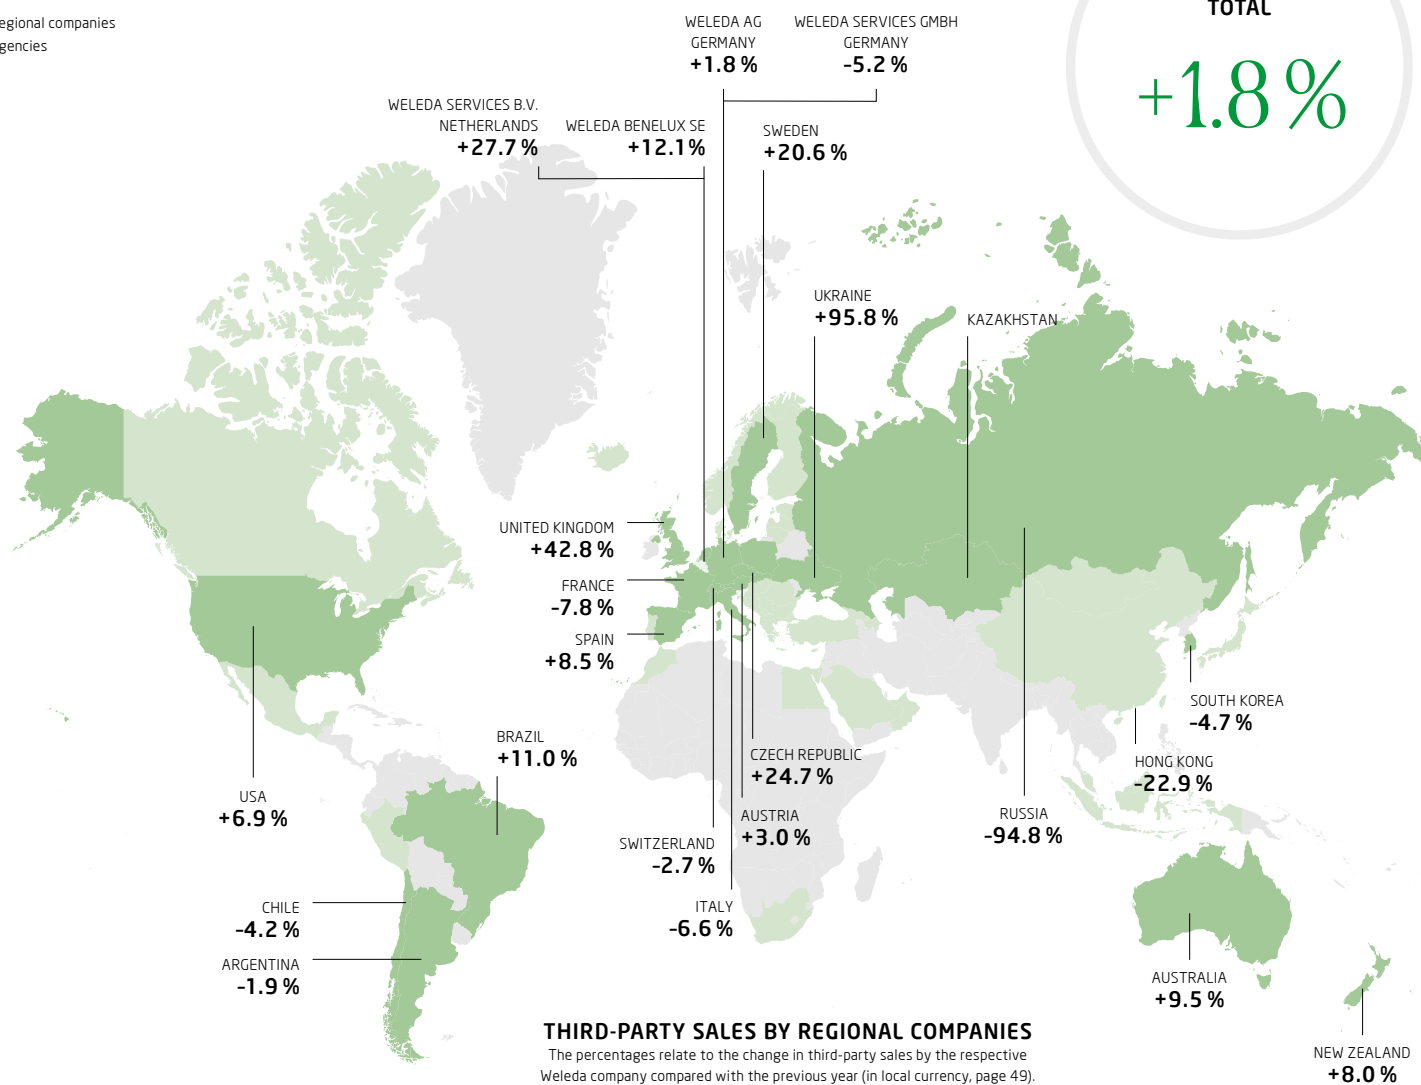 egional companies
gencies
WELEDA AG
GERMANY
+1.8 %
WELEDA SERVICES GMBH
GERMANY
-5.2 %
TOTAL
+1.8 %
WELEDA SERVICES B.V.
NETHERLANDS
+27.7 %
WELEDA BENELUX SE
+12.1%
SWEDEN
+20.6 %
UKRAINE
+95.8 %
KAZAKHSTAN
UNITED KINGDOM
+42.8 %
FRANCE
-7.8 %
SPAIN
+8.5 %
SOUTH KOREA
-4.7 %
BRAZIL
+11.0 %
CZECH REPUBLIC
+24.7 %
HONG KONG
-22.9 %
USA
+6.9 %
AUSTRIA
+3.0 %
RUSSIA
-94.8 %
SWITZERLAND
-2.7 %
CHILE
-4.2 %
ITALY
-6.6 %
ARGENTINA
-1.9 %
AUSTRALIA
+9.5 %
THIRD-PARTY SALES BY REGIONAL COMPANIES
The percentages relate to the change in third-party sales by the respective
Weleda company compared with the previous year (in local currency, page 49).
NEW ZEALAND
+8.0 %